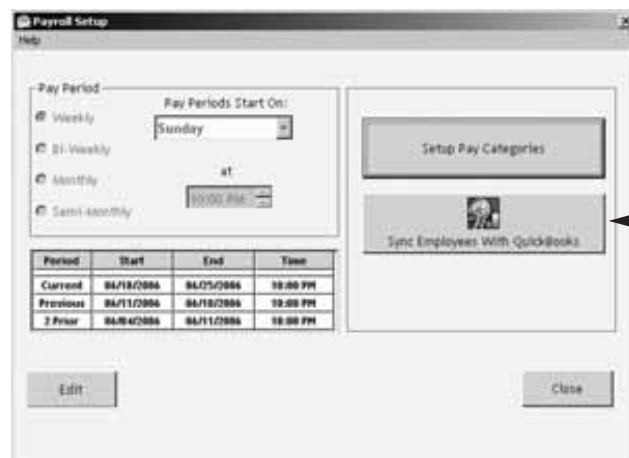 Payroll Setup
Help
Pay Period
Pay Periods Start On:
Weekly
Sunday
Bi-Weekly
at
Monthly
10:00 PM
Semi-Monthly
Setup Pay Categories
Sync Employees With QuickBooks
Period Start End Time
Current 06/18/2006 06/25/2006 10:00 PM
Previous 06/11/2006 06/18/2006 10:00 PM
2 Prior 06/04/2006 06/11/2006 10:00 PM
Edit
Close